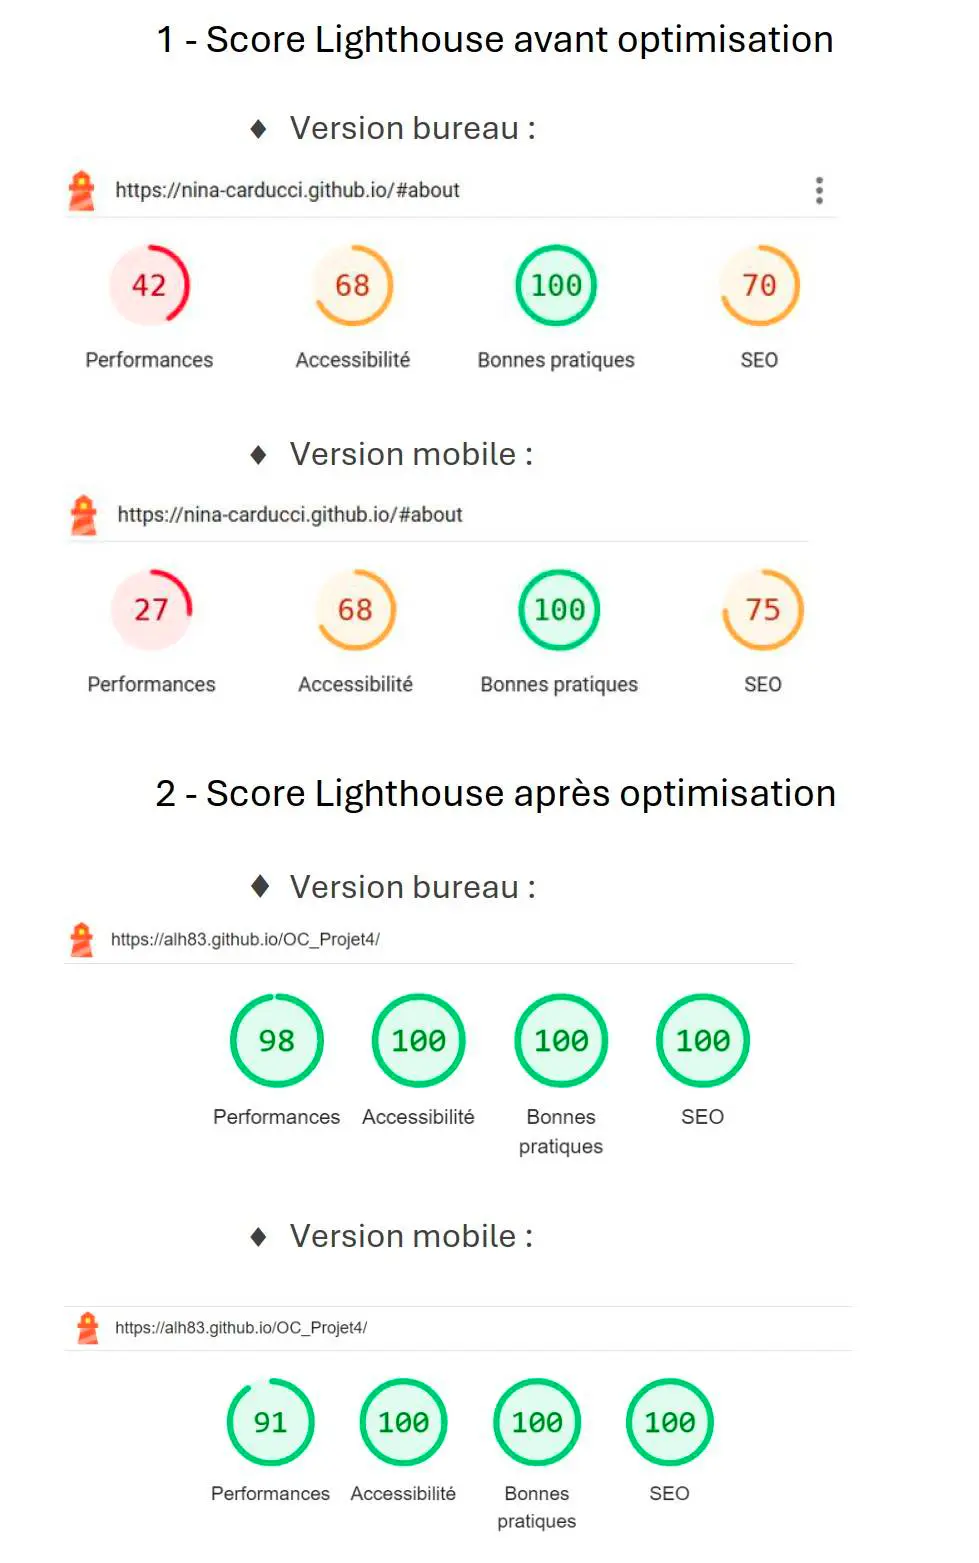 1 - Score Lighthouse avant optimisation
♦ Version bureau :
https://nina-carducci.github.io/#about
42 68 100 70
Performances Accessibilité Bonnes pratiques SEO
♦ Version mobile :
https://nina-carducci.github.io/#about
27 68 100 75
Performances Accessibilité Bonnes pratiques SEO
2 - Score Lighthouse après optimisation
♦ Version bureau :
https://alh83.github.io/OC_Projet4/
98 100 100 100
Performances Accessibilité Bonnes pratiques SEO
♦ Version mobile :
https://alh83.github.io/OC_Projet4/
91 100 100 100
Performances Accessibilité Bonnes pratiques SEO